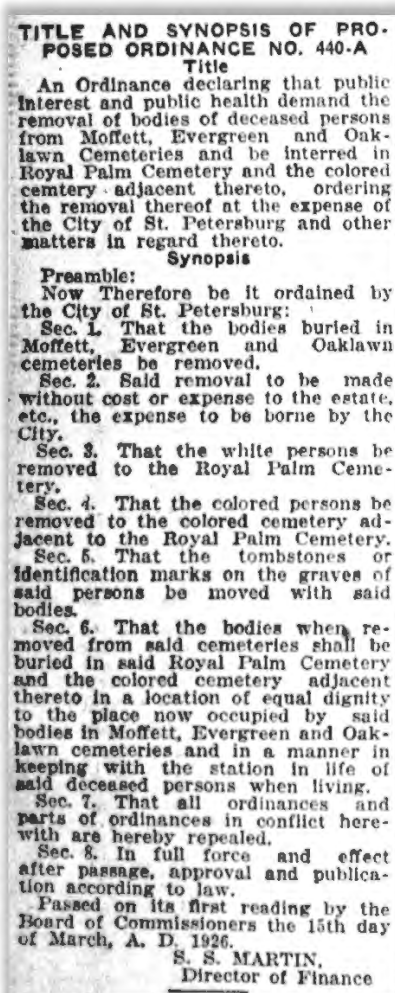 TITLE AND SYNOPSIS OF PRO-
POSED ORDINANCE NO. 440-A
Title
An Ordinance declaring that public
interest and public health demand the
removal of bodies of deceased persons
from Moffett, Evergreen and Oak-
lawn Cemeteries and be interred in
Royal Palm Cemetery and the colored
cemtery adjacent thereto, ordering
the removal thereof at the expense of
the City of St. Petersburg and other
matters in regard thereto.
Synopsis
Preamble:
Now Therefore be it ordained by
the City of St. Petersburg:
Sec. 1. That the bodies buried in
Moffett, Evergreen and Oaklawn
cemeteries be removed.
Sec. 2. Said removal to be made
without cost or expense to the estate,
etc., the expense to be borne by the
City.
Sec. 3. That the white persons be
removed to the Royal Palm Ceme-
tery.
Sec. 4. That the colored persons be
removed to the colored cemetery ad-
jacent to the Royal Palm Cemetery.
Sec. 5. That the tombstones or
identification marks on the graves of
said persons be moved with said
bodies.
Sec. 6. That the bodies when re-
moved from said cemeteries shall be
buried in said Royal Palm Cemetery
and the colored cemetery adjacent
thereto in a location of equal dignity
to the place now occupied by said
bodies in Moffett, Evergreen and Oak-
lawn cemeteries and in a manner in
keeping with the station in life of
said deceased persons when living.
Sec. 7. That all ordinances and
parts of ordinances in conflict here-
with are hereby repealed.
Sec. 8. In full force and effect
after passage, approval and publica-
tion according to law.
Passed on its first reading by the
Board of Commissioners the 15th day
of March, A. D. 1926.
S. S. MARTIN,
Director of Finance